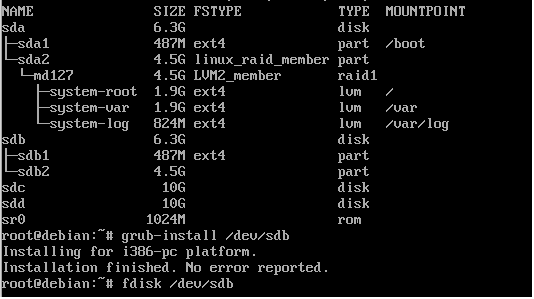 NAME SIZE FSTYPE TYPE MOUNTPOINT
sda 6.3G disk
├─sda1 487M ext4 part /boot
└─sda2 4.5G linux_raid_member part
  └─md127 4.5G LVM2_member raid1
    ├─system-root 1.9G ext4 lvm /
    ├─system-var 1.9G ext4 lvm /var
    └─system-log 824M ext4 lvm /var/log
sdb 6.3G disk
├─sdb1 487M ext4 part
└─sdb2 4.5G part
sdc 10G disk
sdd 10G disk
sr0 1024M rom
root@debian:~# grub-install /dev/sdb
Installing for i386-pc platform.
Installation finished. No error reported.
root@debian:~# fdisk /dev/sdb